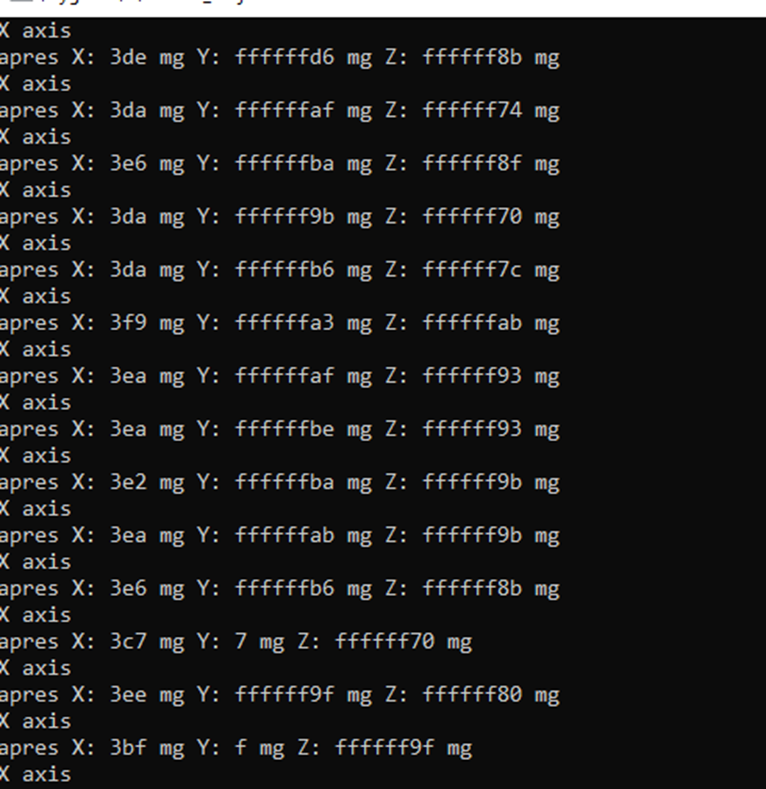 X axis
apres X: 3de mg Y: ffffffd6 mg Z: ffffff8b mg
X axis
apres X: 3da mg Y: ffffffaf mg Z: ffffff74 mg
X axis
apres X: 3e6 mg Y: ffffffba mg Z: ffffff8f mg
X axis
apres X: 3da mg Y: ffffff9b mg Z: ffffff70 mg
X axis
apres X: 3da mg Y: ffffffb6 mg Z: ffffff7c mg
X axis
apres X: 3f9 mg Y: ffffffa3 mg Z: ffffffab mg
X axis
apres X: 3ea mg Y: ffffffaf mg Z: ffffff93 mg
X axis
apres X: 3ea mg Y: ffffffbe mg Z: ffffff93 mg
X axis
apres X: 3e2 mg Y: ffffffba mg Z: ffffff9b mg
X axis
apres X: 3ea mg Y: ffffffab mg Z: ffffff9b mg
X axis
apres X: 3e6 mg Y: ffffffb6 mg Z: ffffff8b mg
X axis
apres X: 3c7 mg Y: 7 mg Z: ffffff70 mg
X axis
apres X: 3ee mg Y: ffffff9f mg Z: ffffff80 mg
X axis
apres X: 3bf mg Y: f mg Z: ffffff9f mg
X axis